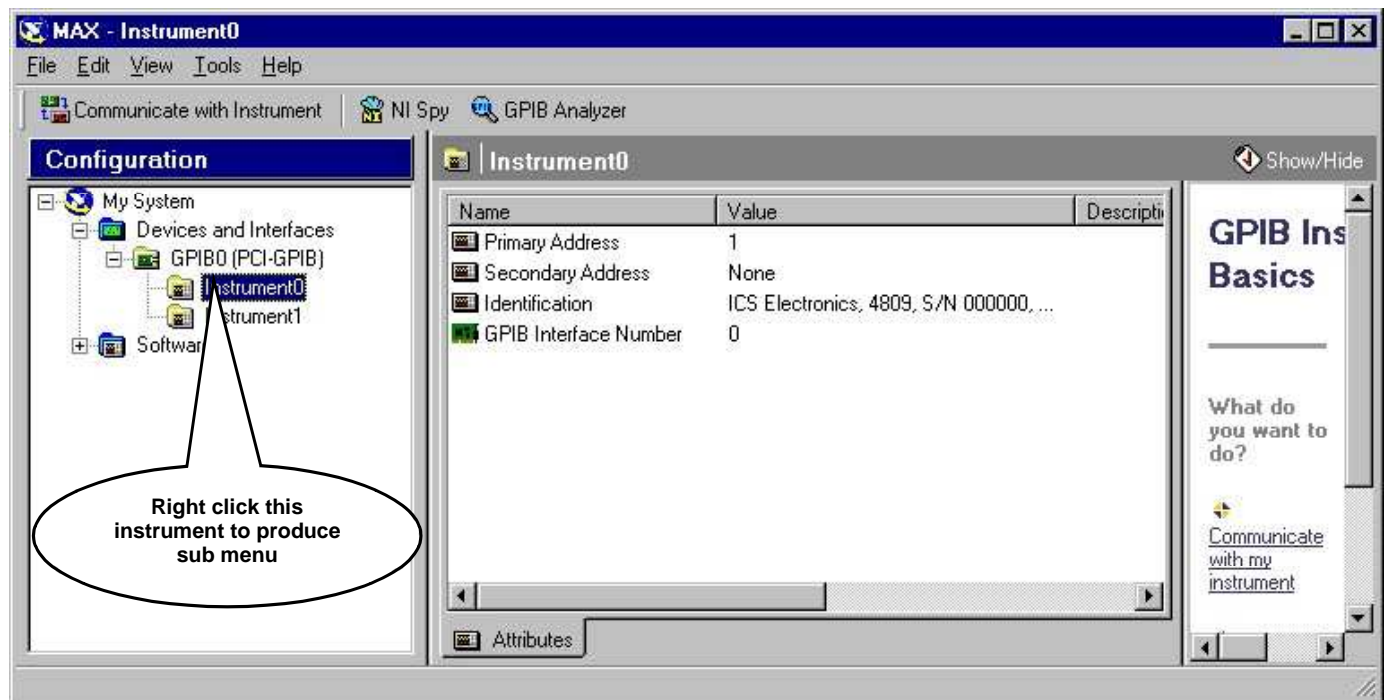 MAX - Instrument0
File Edit View Tools Help
Communicate with Instrument NI Spy GPIB Analyzer
Configuration
My System
Devices and Interfaces
GPIB0 (PCI-GPIB)
Instrument0
strument1
Softwar
Right click this
instrument to produce
sub menu
Instrument0
Show/Hide
Name Value Descripti
Primary Address 1
Secondary Address None
Identification ICS Electronics, 4809, S/N 000000, ...
GPIB Interface Number 0
Attributes
GPIB Ins
Basics
What do
you want to
do?
Communicate
with my
instrument